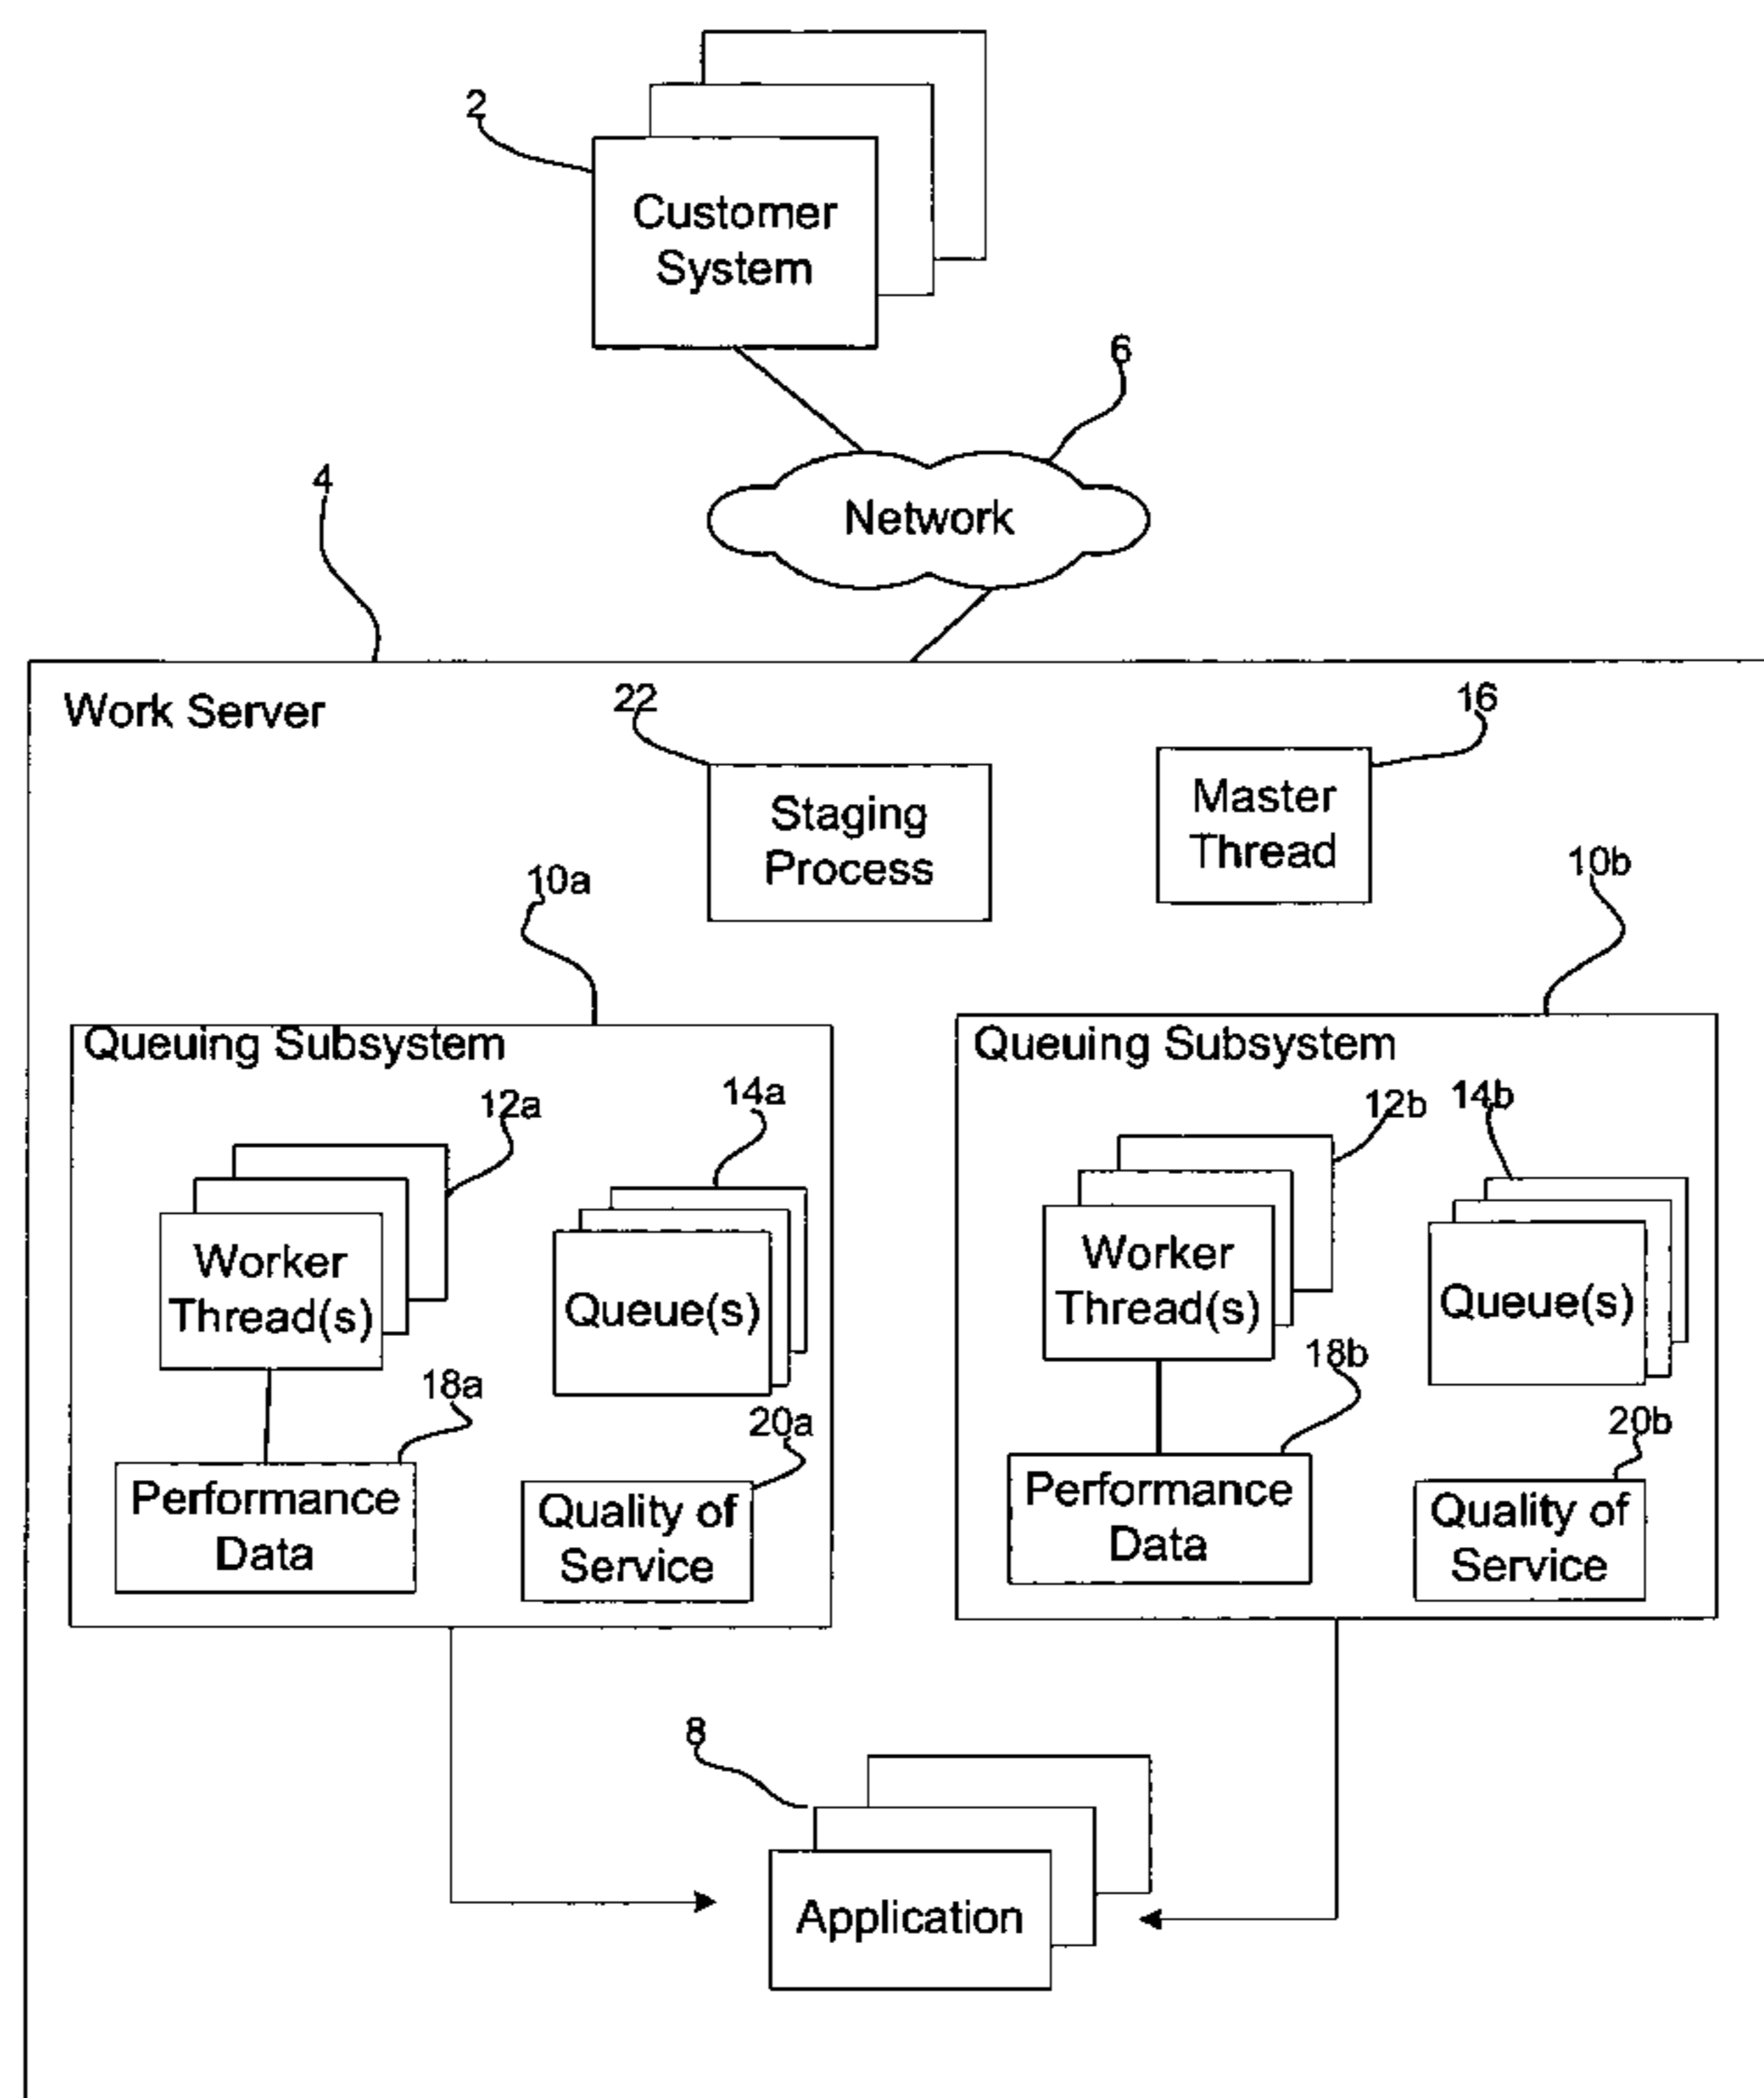 2
Customer
System
6
Network
4
Work Server
22
16
Staging
Process
Master
Thread
10a
10b
Queuing Subsystem
12a
14a
Worker
Thread(s)
Queue(s)
18a
20a
Performance
Data
Quality of
Service
Queuing Subsystem
12b
14b
Worker
Thread(s)
Queue(s)
18b
20b
Performance
Data
Quality of
Service
8
Application